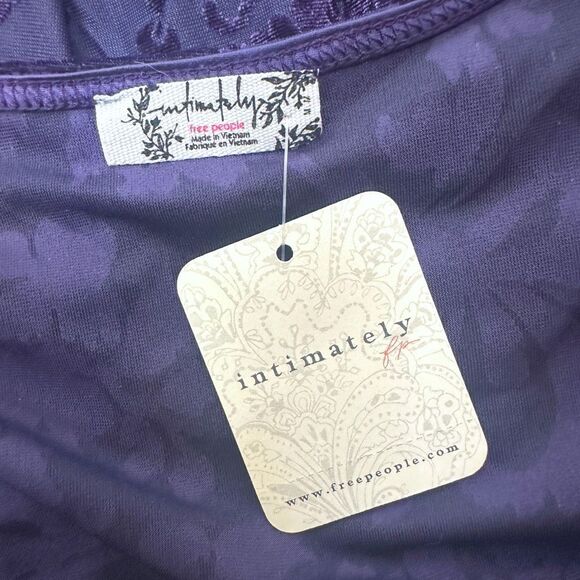 intimately
free people
Made in Vietnam
Fabriqué en Vietnam
intimately
fp
www.freepeople.com